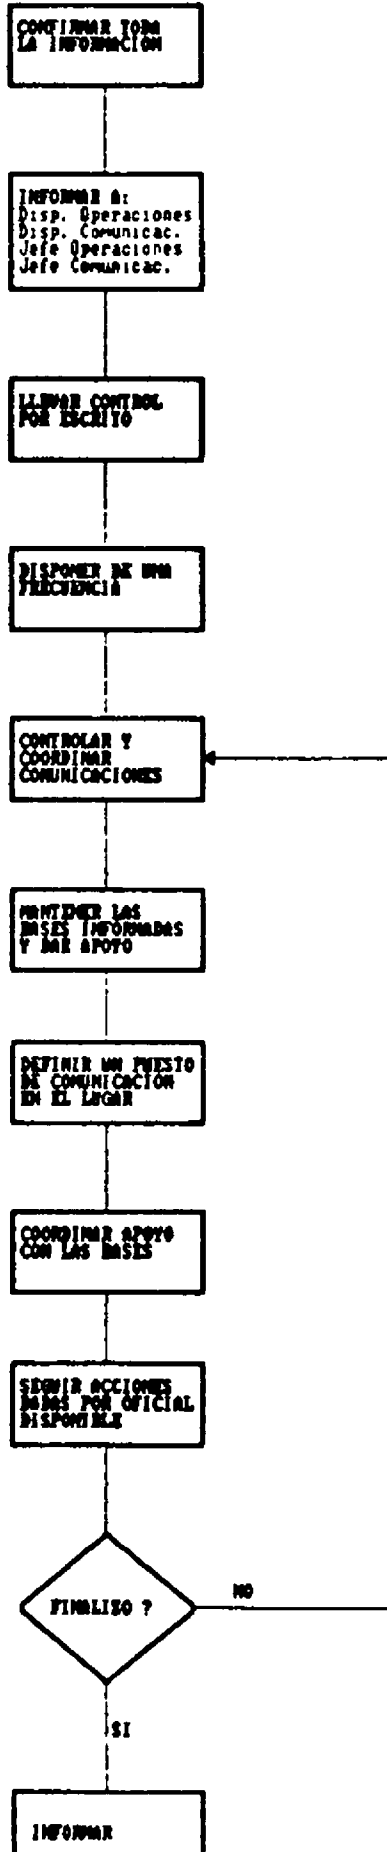 CONFIRMAR TODA
LA INFORMACION
INFORMAR A:
Disp. Operaciones
Disp. Comunicac.
Jefe Operaciones
Jefe Comunicac.
LLEVAR CONTROL
POR ESCRITO
DISPONER DE UNA
FRECUENCIA
CONTROLAR Y
COORDINAR
COMUNICACIONES
MANTENER LAS
BASES INFORMADAS
Y DAR APOYO
DEFINIR UN PUESTO
DE COMUNICACION
EN EL LUGAR
COORDINAR APOYO
CON LAS BASES
SEGUIR ACCIONES
DADAS POR OFICIAL
DISPONIBLE
FINALIZO ?
NO
SI
INFORMAR